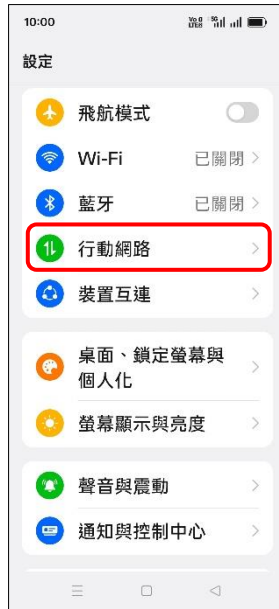 10:00
設定
飛航模式
Wi-Fi 已關閉
藍牙 已關閉
行動網路
裝置互連
桌面、鎖定螢幕與
個人化
螢幕顯示與亮度
聲音與震動
通知與控制中心